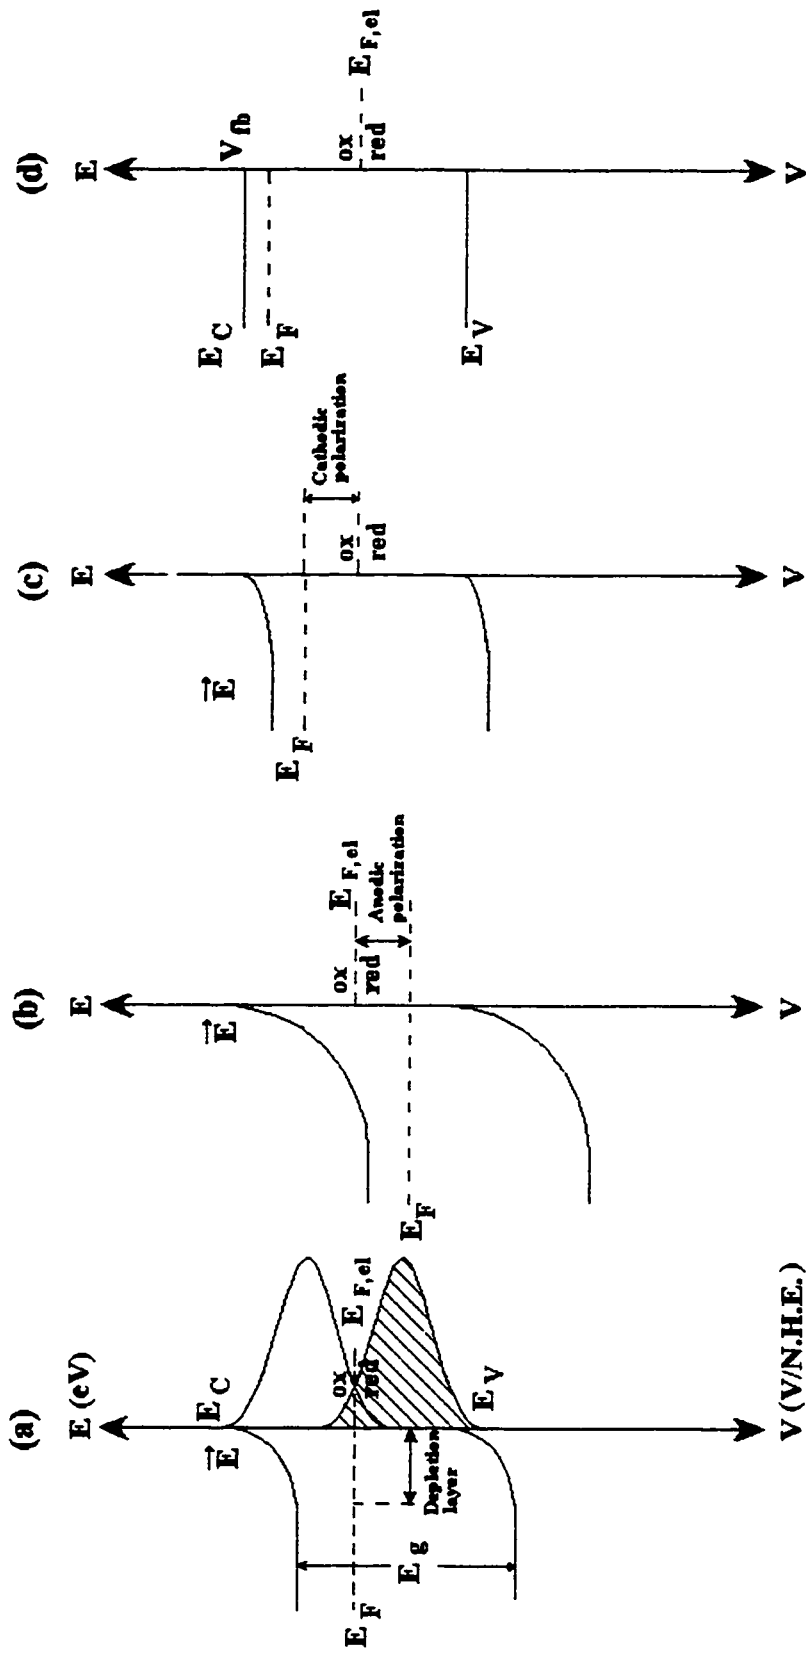 (a)
E (eV)
E C
→E
E F
E g
ox
red
E F,el
Depletion
layer
E V
V (V/N.H.E.)
(b)
E
→E
ox
red
E F,el
Anodic
polarization
E F
V
(c)
E
→E
E F
ox
red
Cathodic
polarization
V
(d)
E
E C
V fb
E F
ox
red
E F,el
E V
V